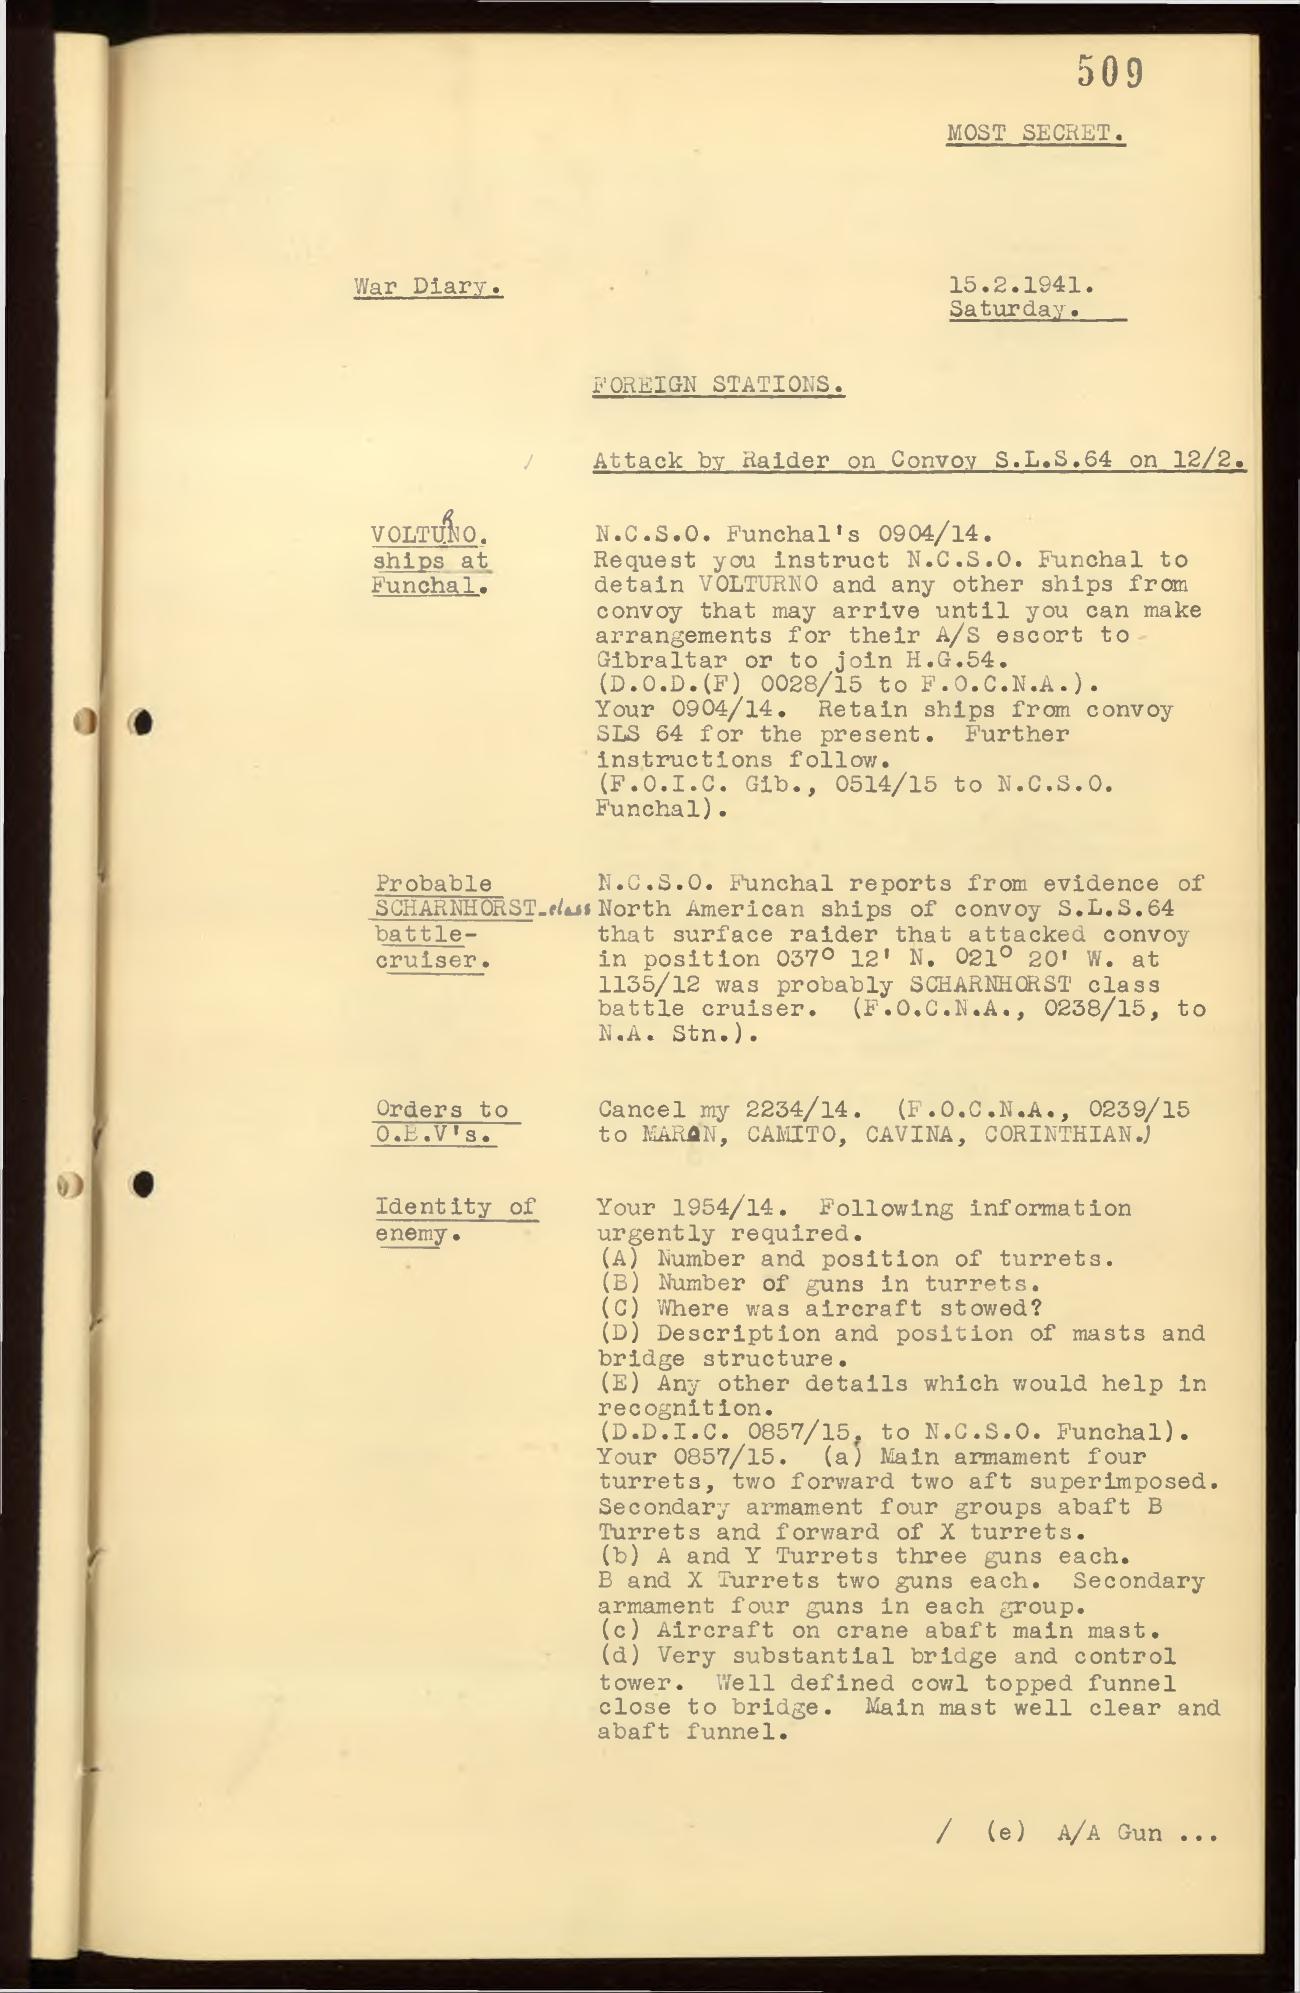 509
MOST SECRET.
War Diary.
15.2.1941.
Saturday.
FOREIGN STATIONS.
Attack by Raider on Convoy S.L.S.64 on 12/2.
VOLTURNO.
ships at
Funchal.
N.C.S.O. Funchal's 0904/14.
Request you instruct N.C.S.O. Funchal to
detain VOLTURNO and any other ships from
convoy that may arrive until you can make
arrangements for their A/S escort to
Gibraltar or to join H.G.54.
(D.O.D.(F) 0028/15 to F.O.C.N.A.).
Your 0904/14. Retain ships from convoy
SLS 64 for the present. Further
instructions follow.
(F.O.I.C. Gib., 0514/15 to N.C.S.O.
Funchal).
Probable
SCHARNHORST-class
battle-
cruiser.
N.C.S.O. Funchal reports from evidence of
North American ships of convoy S.L.S.64
that surface raider that attacked convoy
in position 037° 12' N. 021° 20' W. at
1135/12 was probably SCHARNHORST class
battle cruiser. (F.O.C.N.A., 0238/15, to
N.A. Stn.).
Orders to
O.B.V's.
Cancel my 2234/14. (F.O.C.N.A., 0239/15
to MARON, CAMITO, CAVINA, CORINTHIAN.)
Identity of
enemy.
Your 1954/14. Following information
urgently required.
(A) Number and position of turrets.
(B) Number of guns in turrets.
(C) Where was aircraft stowed?
(D) Description and position of masts and
bridge structure.
(E) Any other details which would help in
recognition.
(D.D.I.C. 0857/15, to N.C.S.O. Funchal).
Your 0857/15. (a) Main armament four
turrets, two forward two aft superimposed.
Secondary armament four groups abaft B
Turrets and forward of X turrets.
(b) A and Y Turrets three guns each.
B and X Turrets two guns each. Secondary
armament four guns in each group.
(c) Aircraft on crane abaft main mast.
(d) Very substantial bridge and control
tower. Well defined cowl topped funnel
close to bridge. Main mast well clear and
abaft funnel.
/ (e) A/A Gun ...